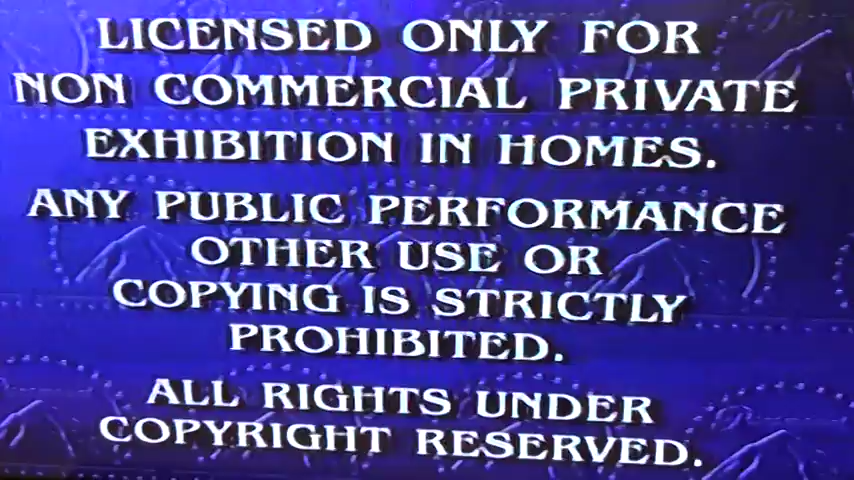 LICENSED ONLY FOR
NON COMMERCIAL PRIVATE
EXHIBITION IN HOMES.
ANY PUBLIC PERFORMANCE
OTHER USE OR
COPYING IS STRICTLY
PROHIBITED.
ALL RIGHTS UNDER
COPYRIGHT RESERVED.